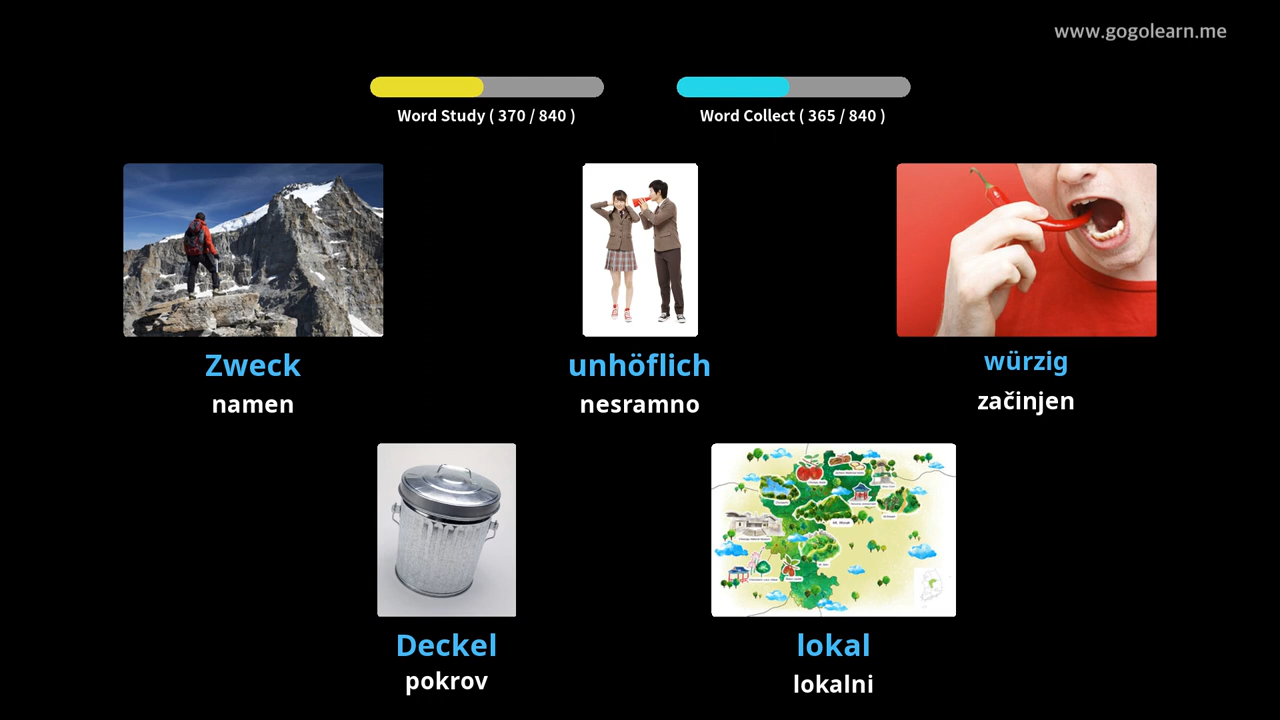 www.gogolearn.me
Word Study ( 370 / 840 )
Word Collect ( 365 / 840 )
Zweck
namen
unhöflich
nesramno
würzig
začinjen
Deckel
pokrov
lokal
lokalni